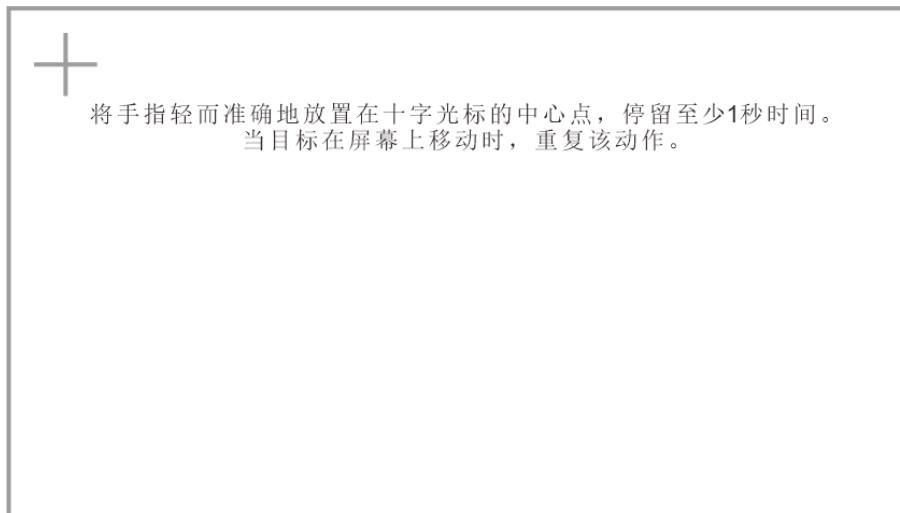 将手指轻而准确地放置在十字光标的中心点，停留至少1秒时间。
当目标在屏幕上移动时，重复该动作。